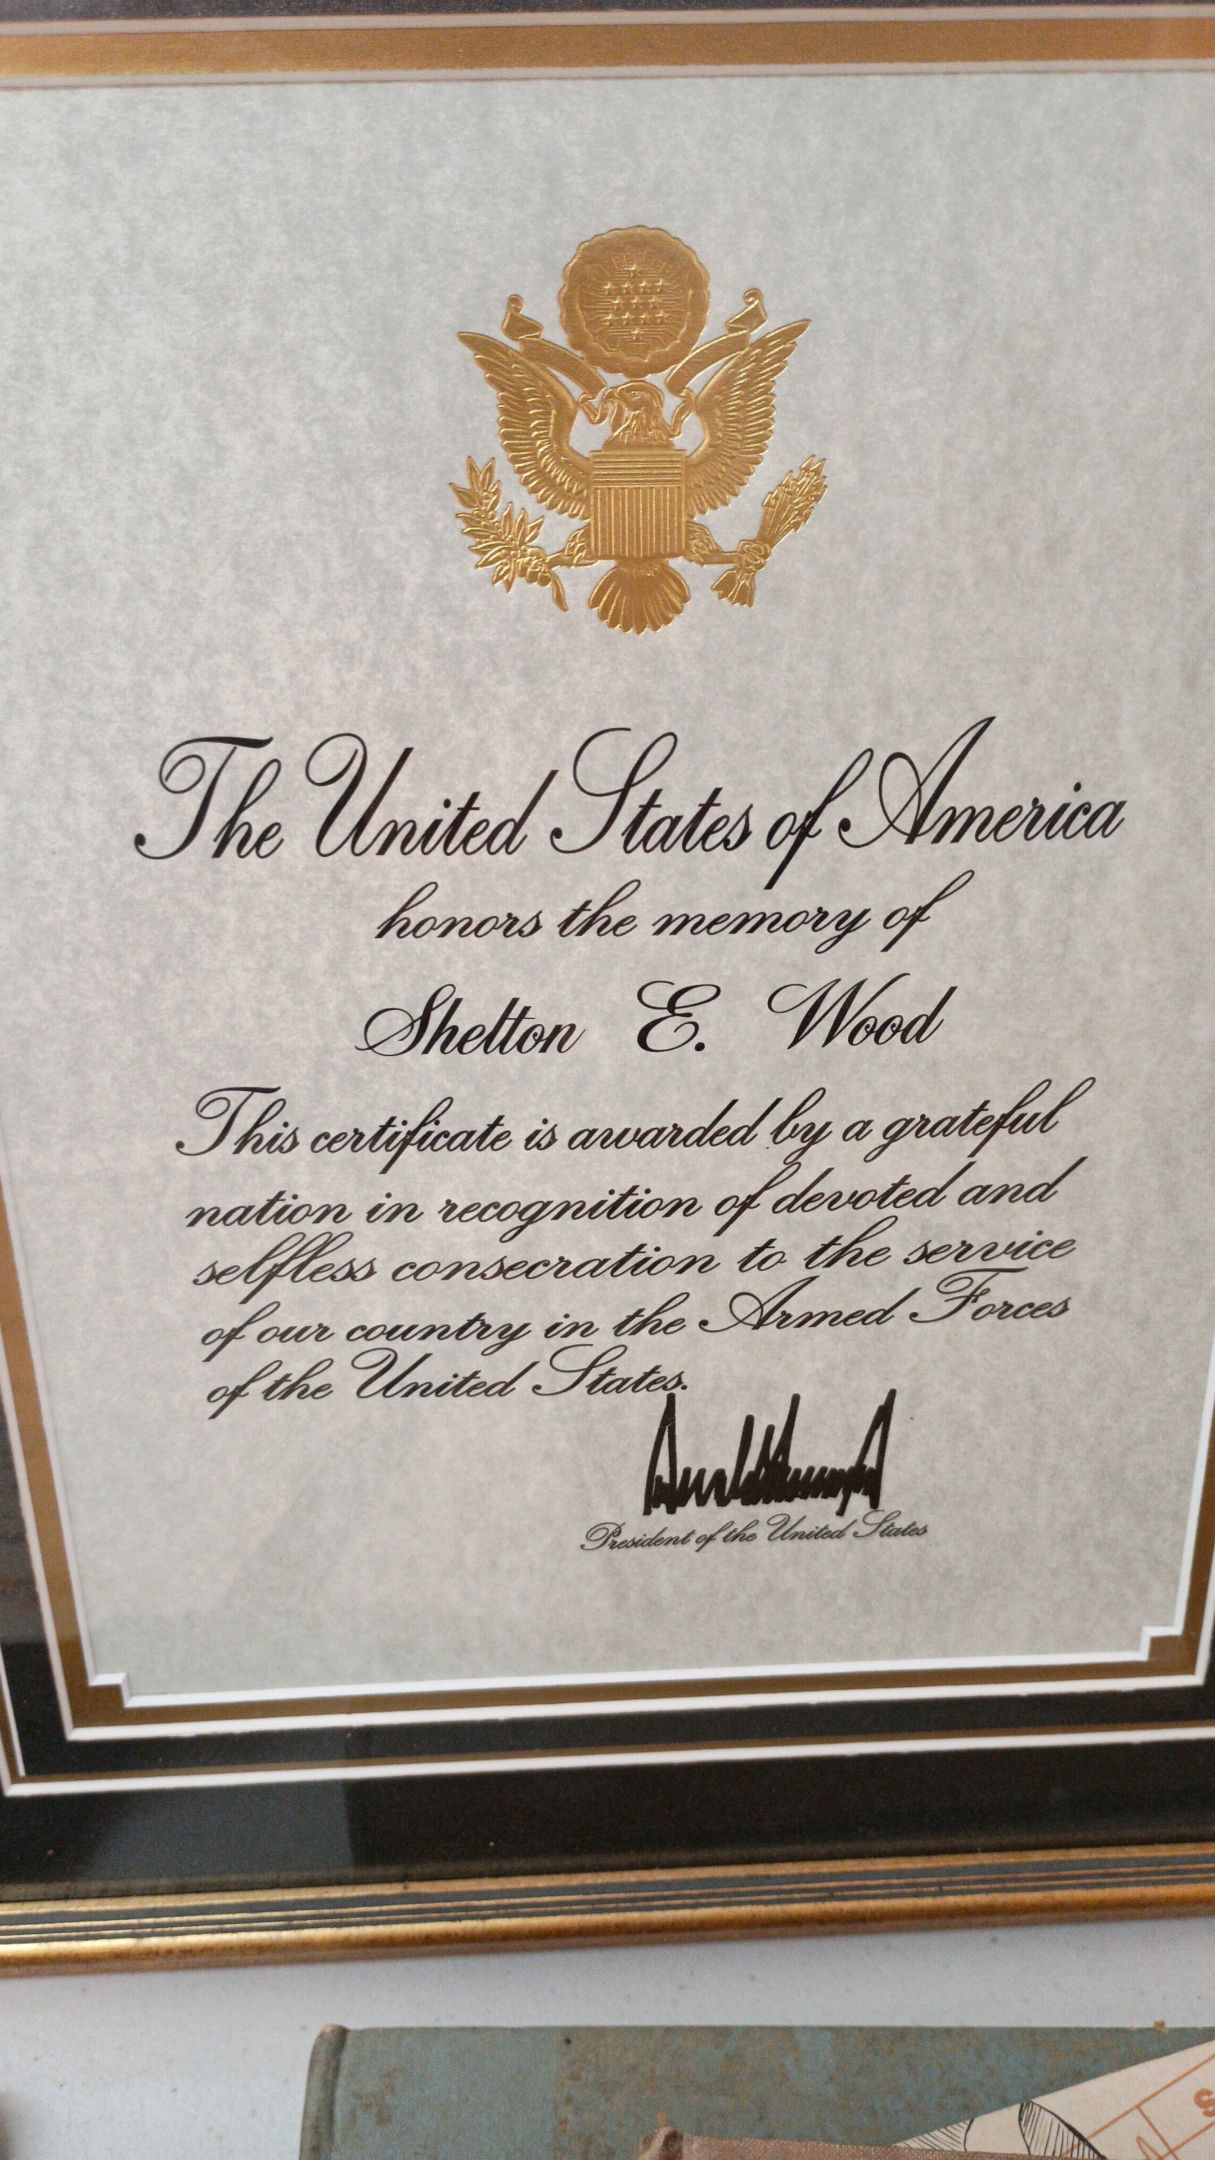 The United States of America
honors the memory of
Shelton E. Wood
This certificate is awarded by a grateful
nation in recognition of devoted and
selfless consecration to the service
of our country in the Armed Forces
of the United States.
President of the United States